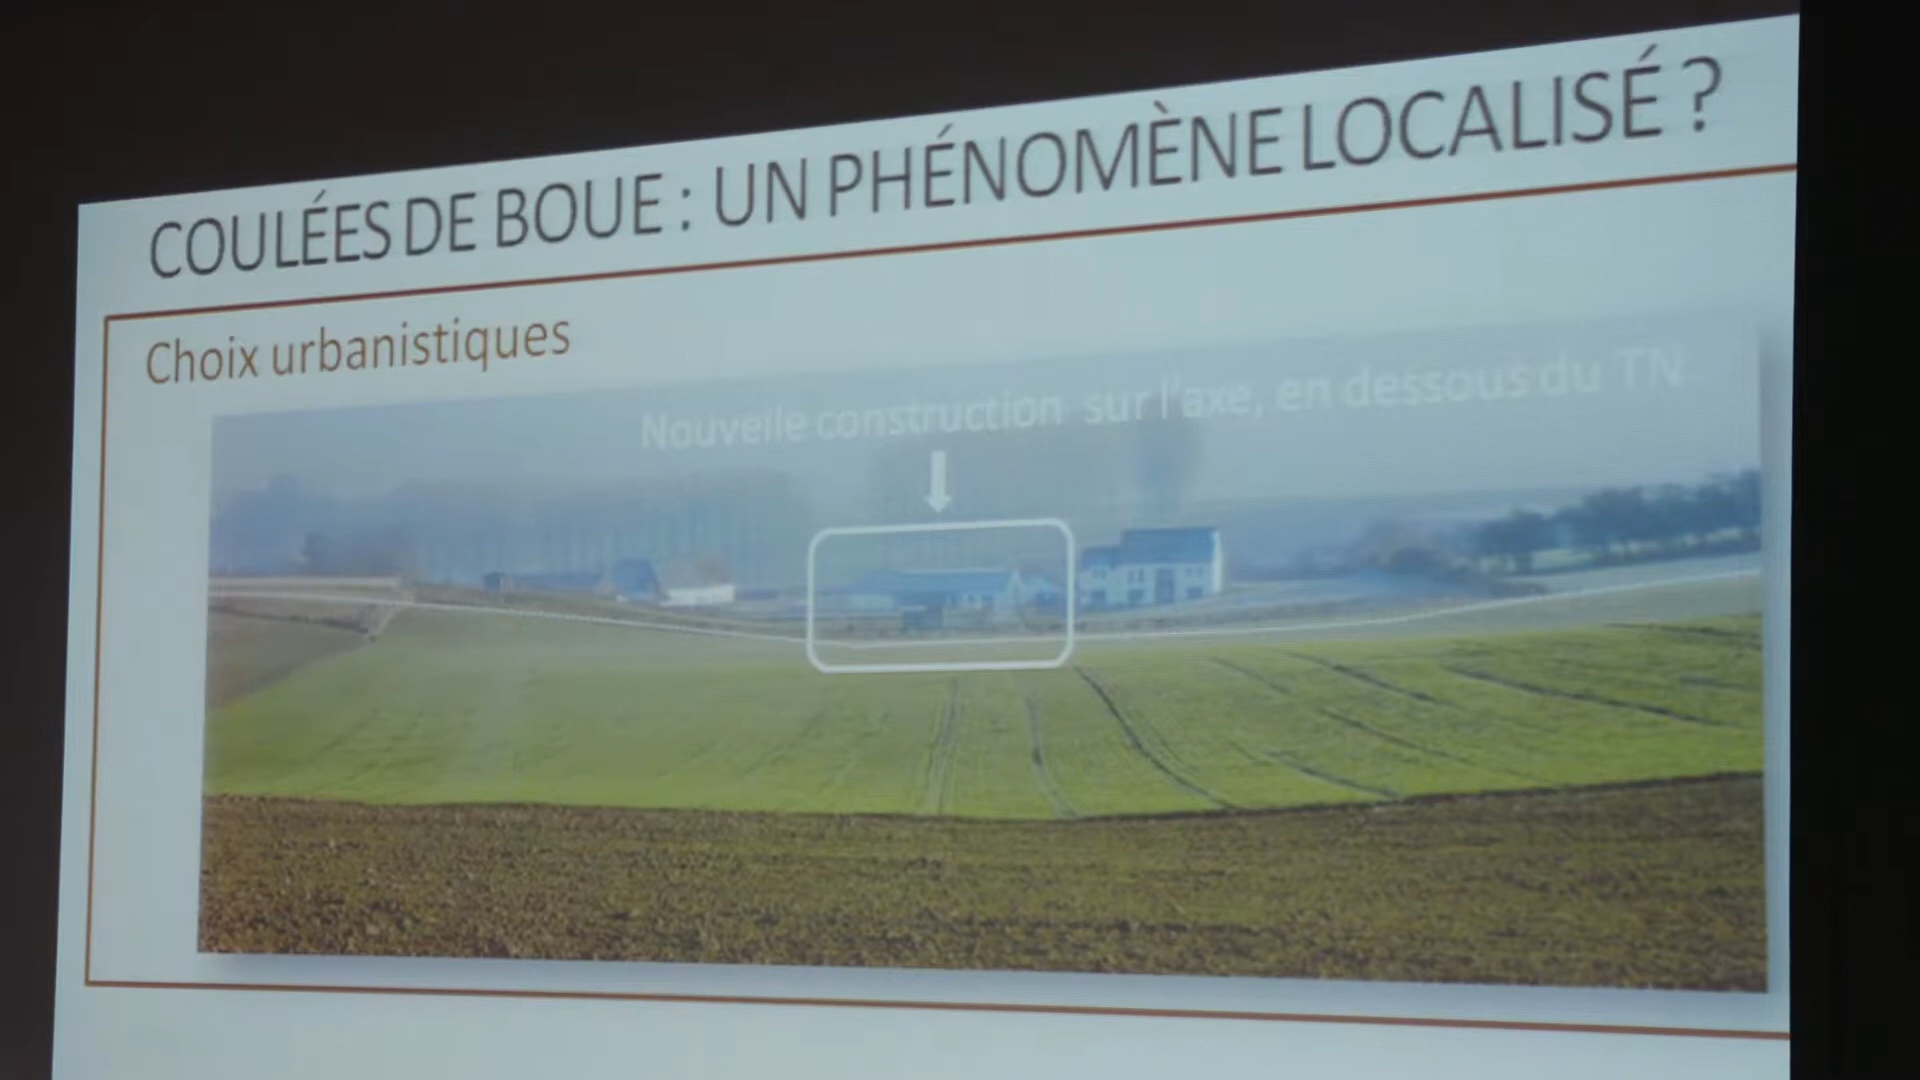 COULÉES DE BOUE : UN PHÉNOMÈNE LOCALISÉ ?
Choix urbanistiques
Nouvelle construction sur l'axe, en dessous du TN